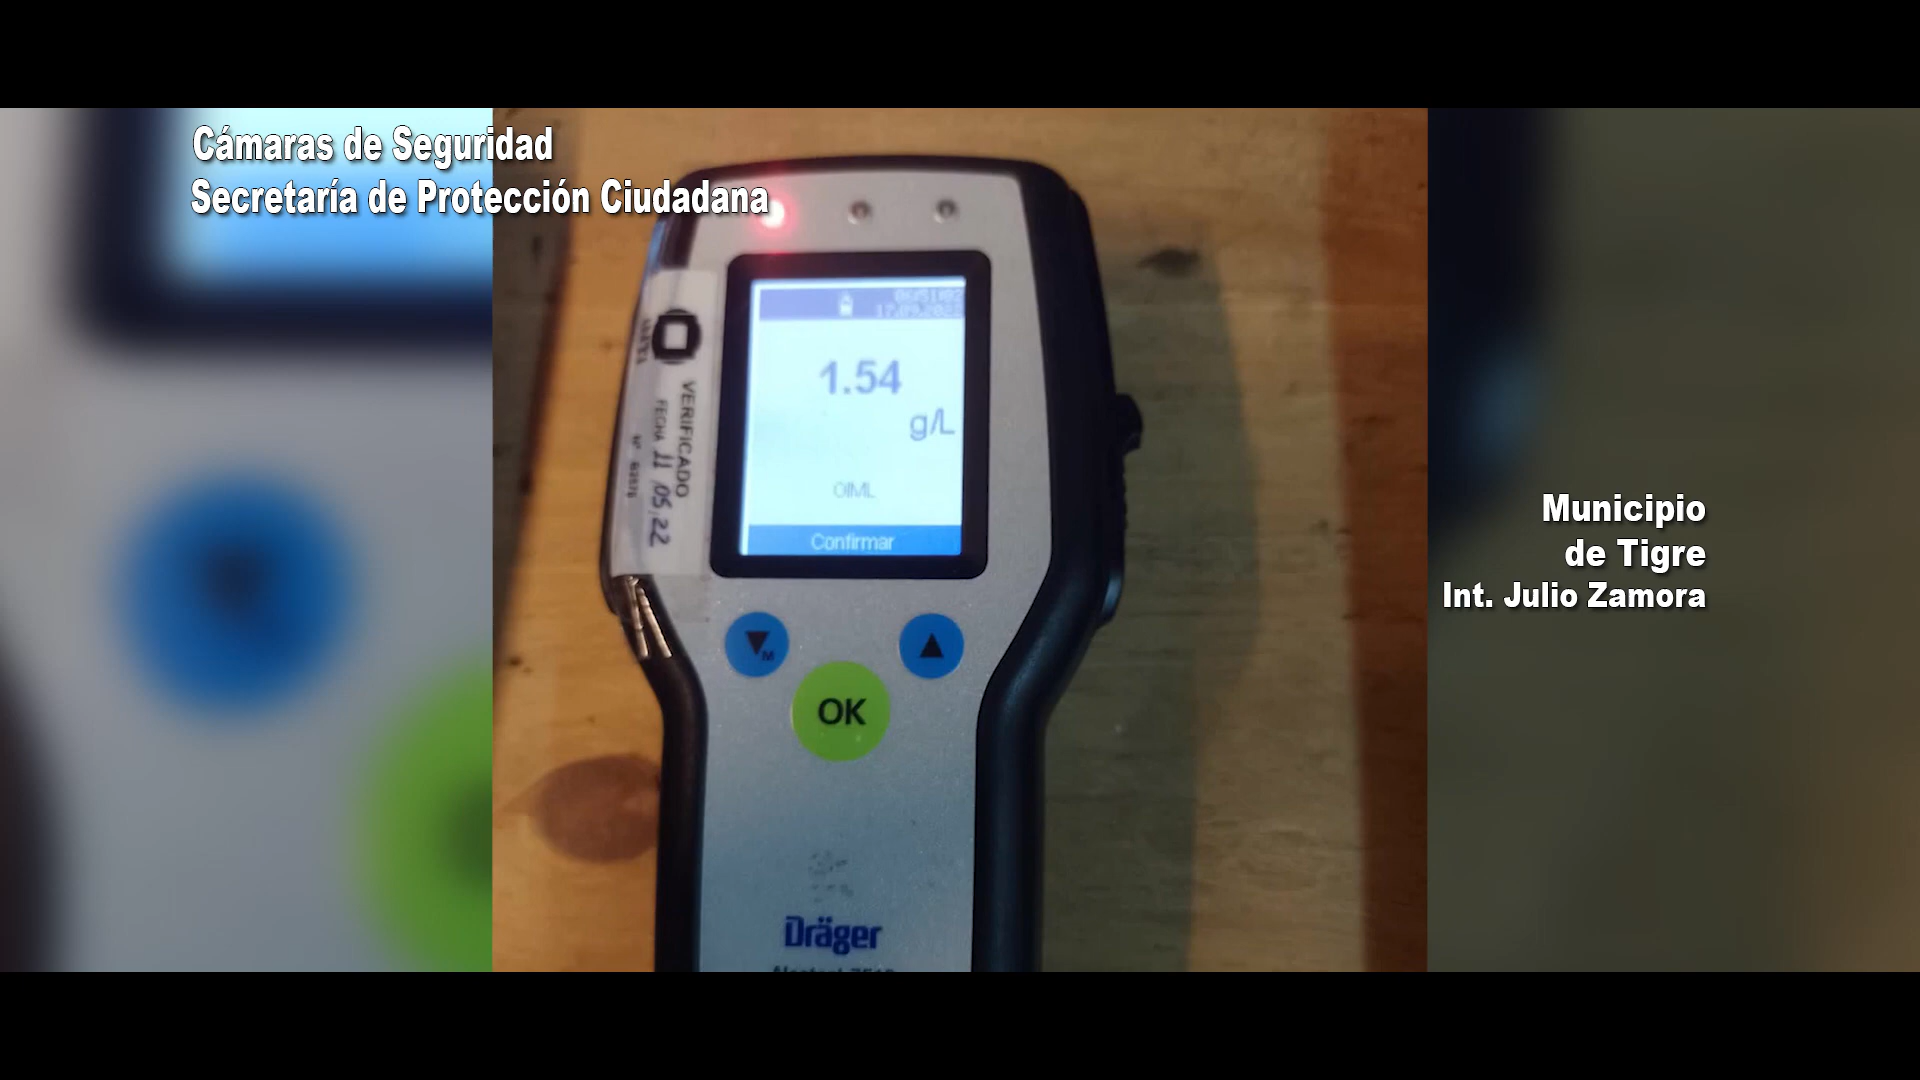 Cámaras de Seguridad
Secretaría de Protección Ciudadana
1.54
g/L
OIML
Confirmar
VERIFICADO
FECHA 11 05 22
M
OK
Dräger
Municipio
de Tigre
Int. Julio Zamora